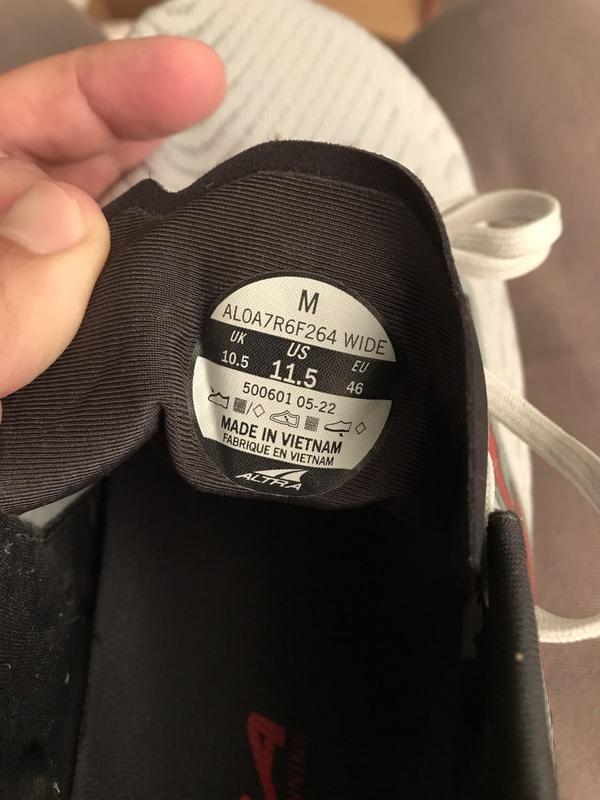 M
AL0A7R6F264 WIDE
UK US EU
10.5 11.5 46
500601 05-22
MADE IN VIETNAM
FABRIQUE EN VIETNAM
ALTRA